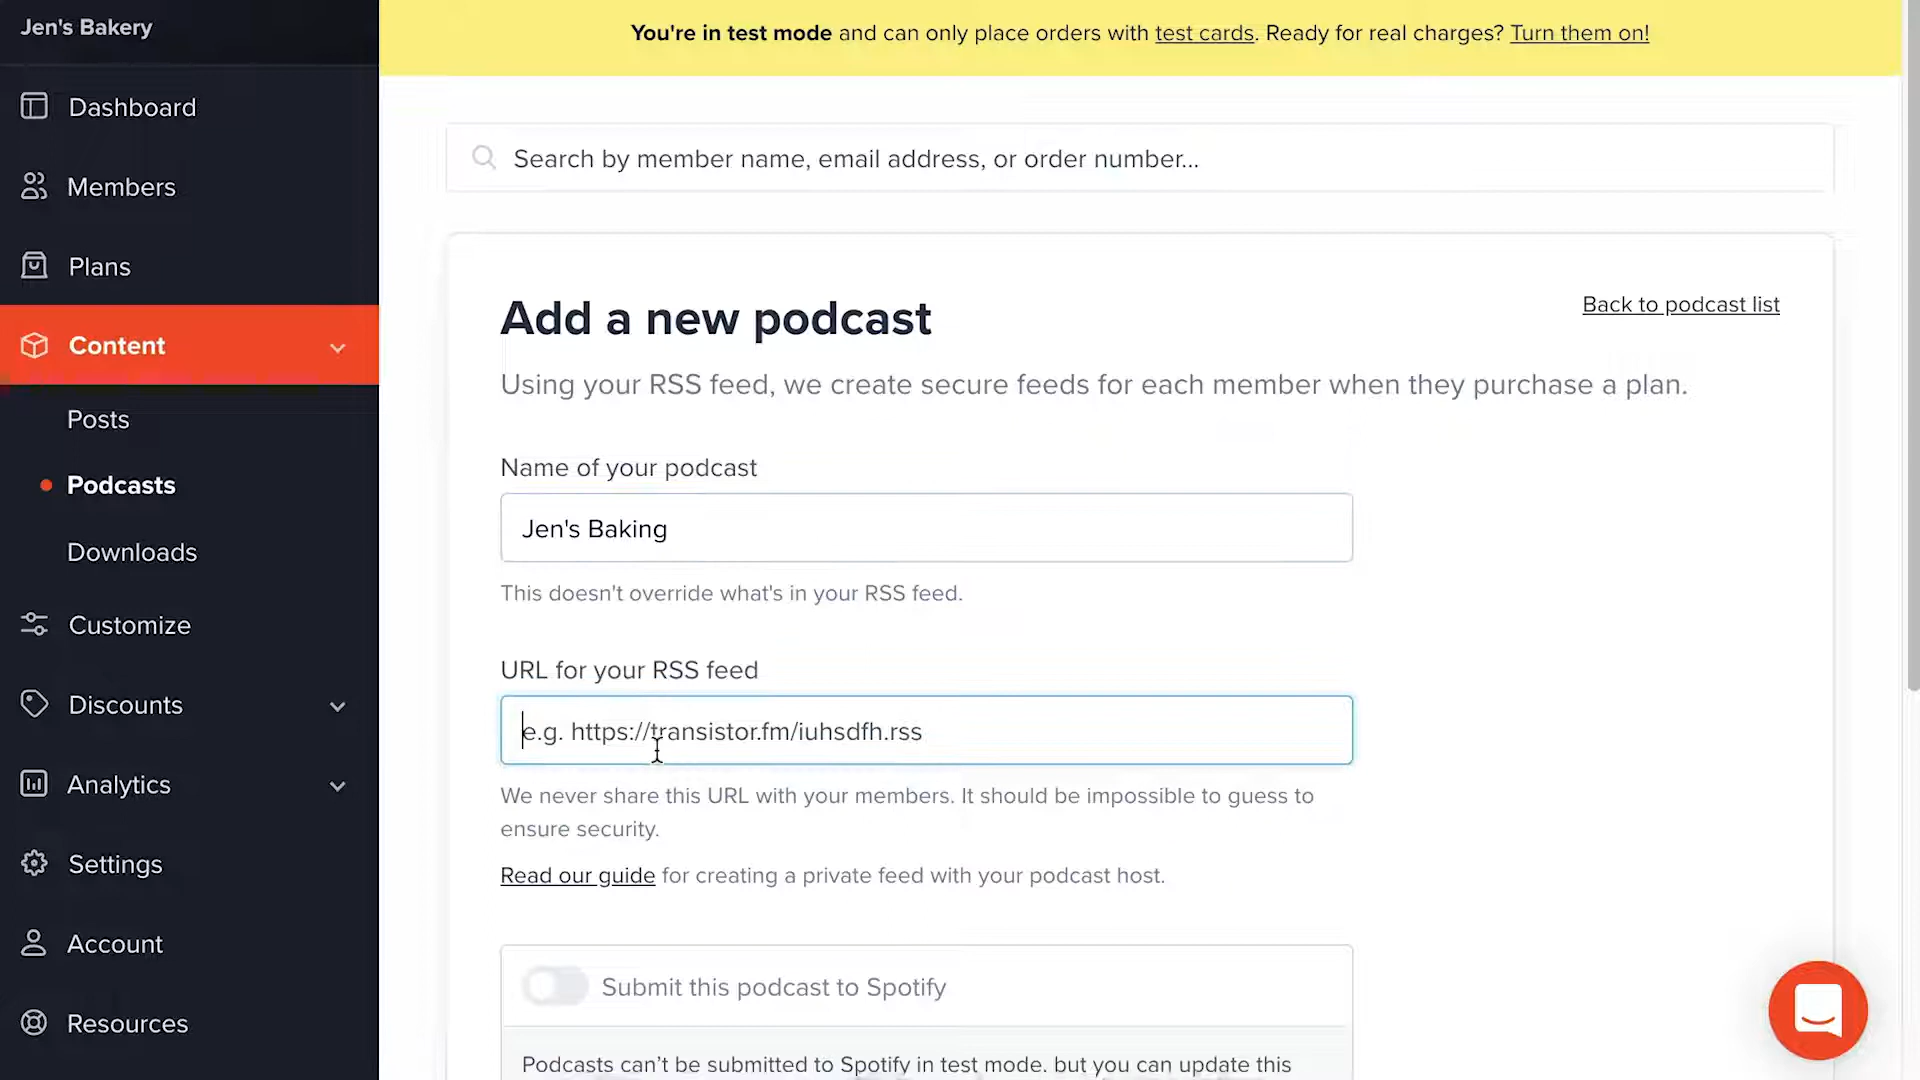 Jen's Bakery
You're in test mode and can only place orders with test cards. Ready for real charges? Turn them on!
Dashboard
Members
Plans
Content
Posts
Podcasts
Downloads
Customize
Discounts
Analytics
Settings
Account
Resources
Search by member name, email address, or order number...
Add a new podcast
Back to podcast list
Using your RSS feed, we create secure feeds for each member when they purchase a plan.
Name of your podcast
Jen's Baking
This doesn't override what's in your RSS feed.
URL for your RSS feed
e.g. https://transistor.fm/iuhsdfh.rss
We never share this URL with your members. It should be impossible to guess to
ensure security.
Read our guide for creating a private feed with your podcast host.
Submit this podcast to Spotify
Podcasts can't be submitted to Spotify in test mode, but you can update this